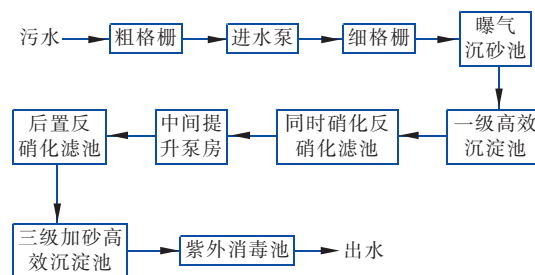 污水
粗格栅
进水泵
细格栅
曝气
沉砂池
一级高效
沉淀池
同时硝化反
硝化滤池
中间提
升泵房
后置反
硝化滤池
三级加砂高
效沉淀池
紫外消毒池
出水